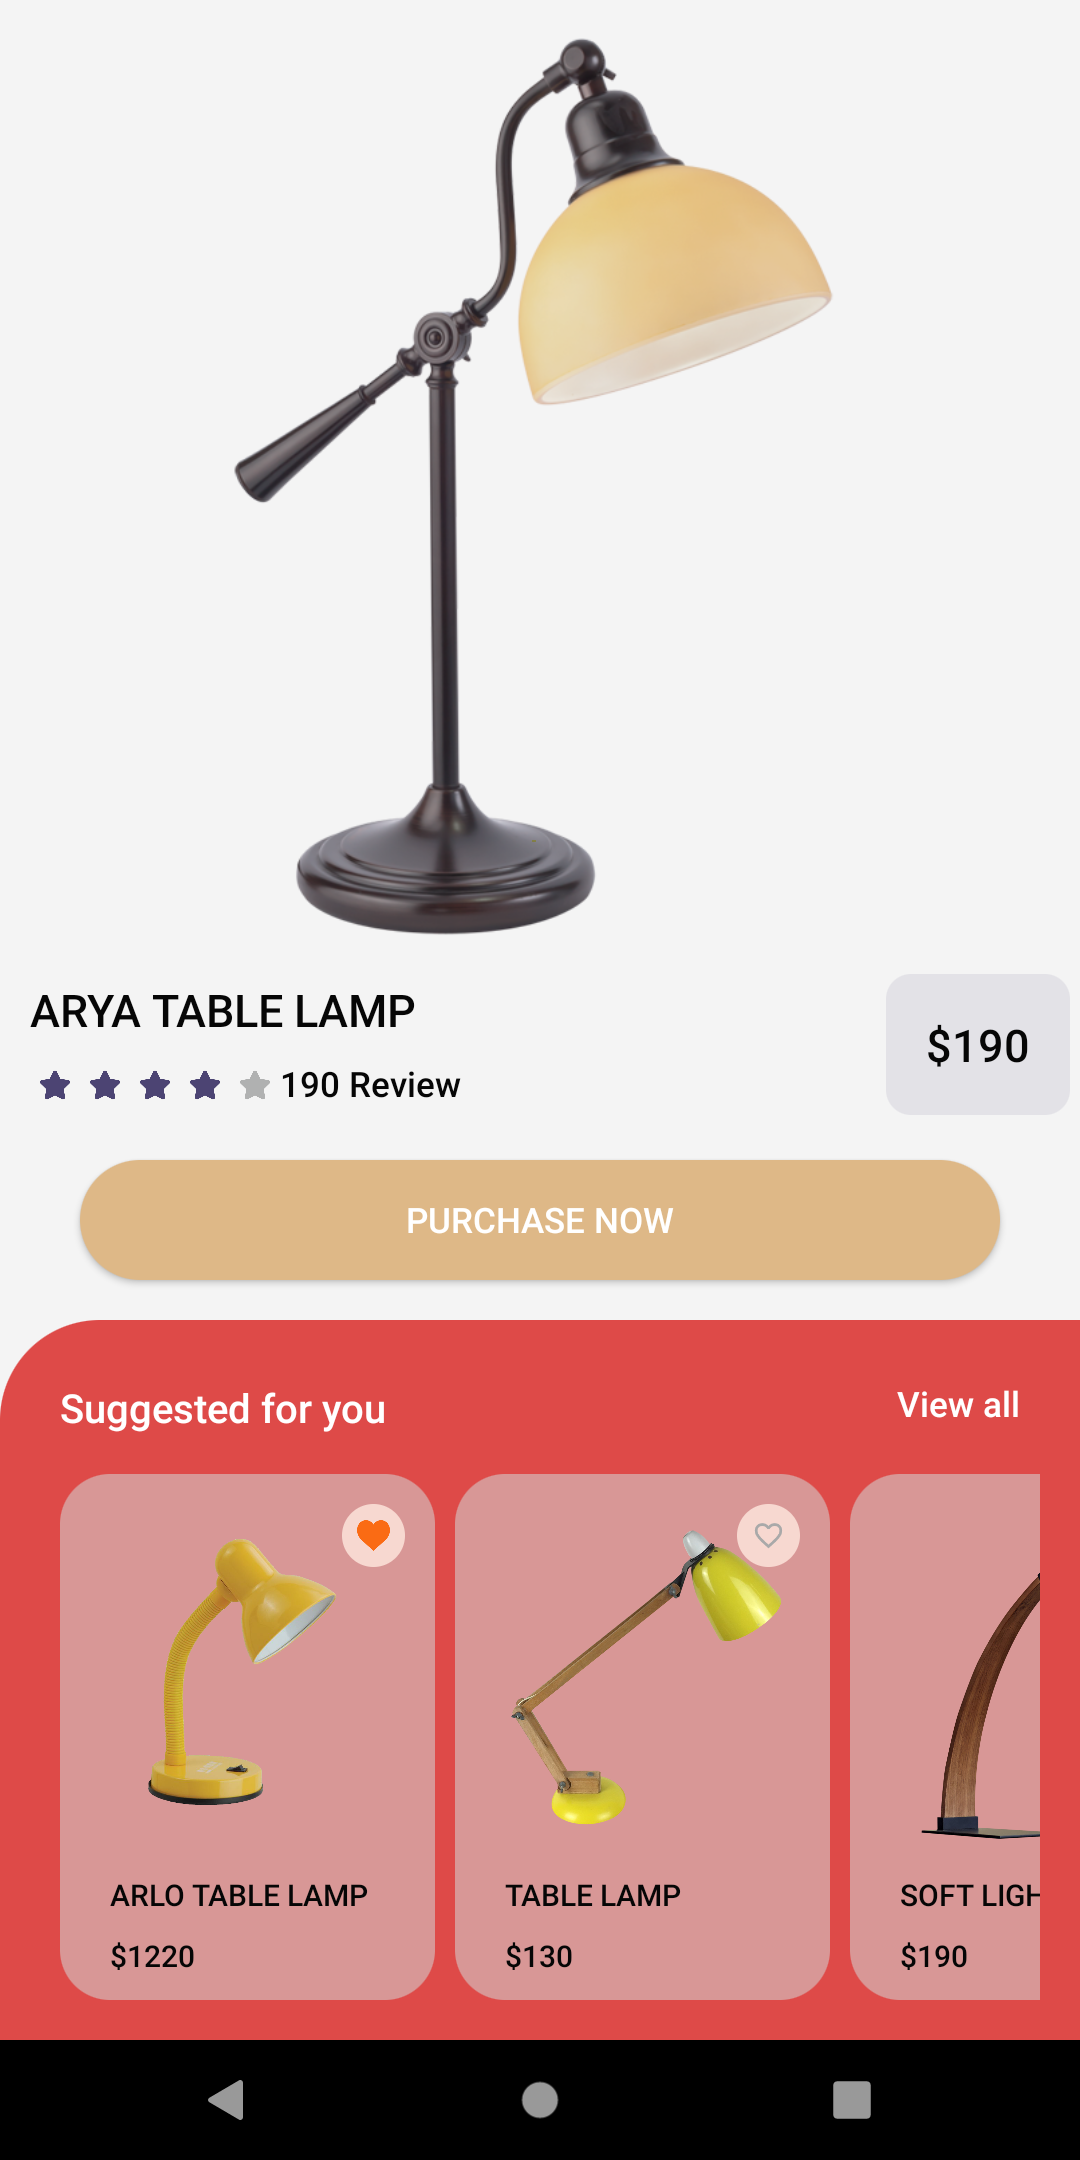 ARYA TABLE LAMP
$190
190 Review
PURCHASE NOW
Suggested for you
View all
ARLO TABLE LAMP
$1220
TABLE LAMP
$130
SOFT LIGH
$190